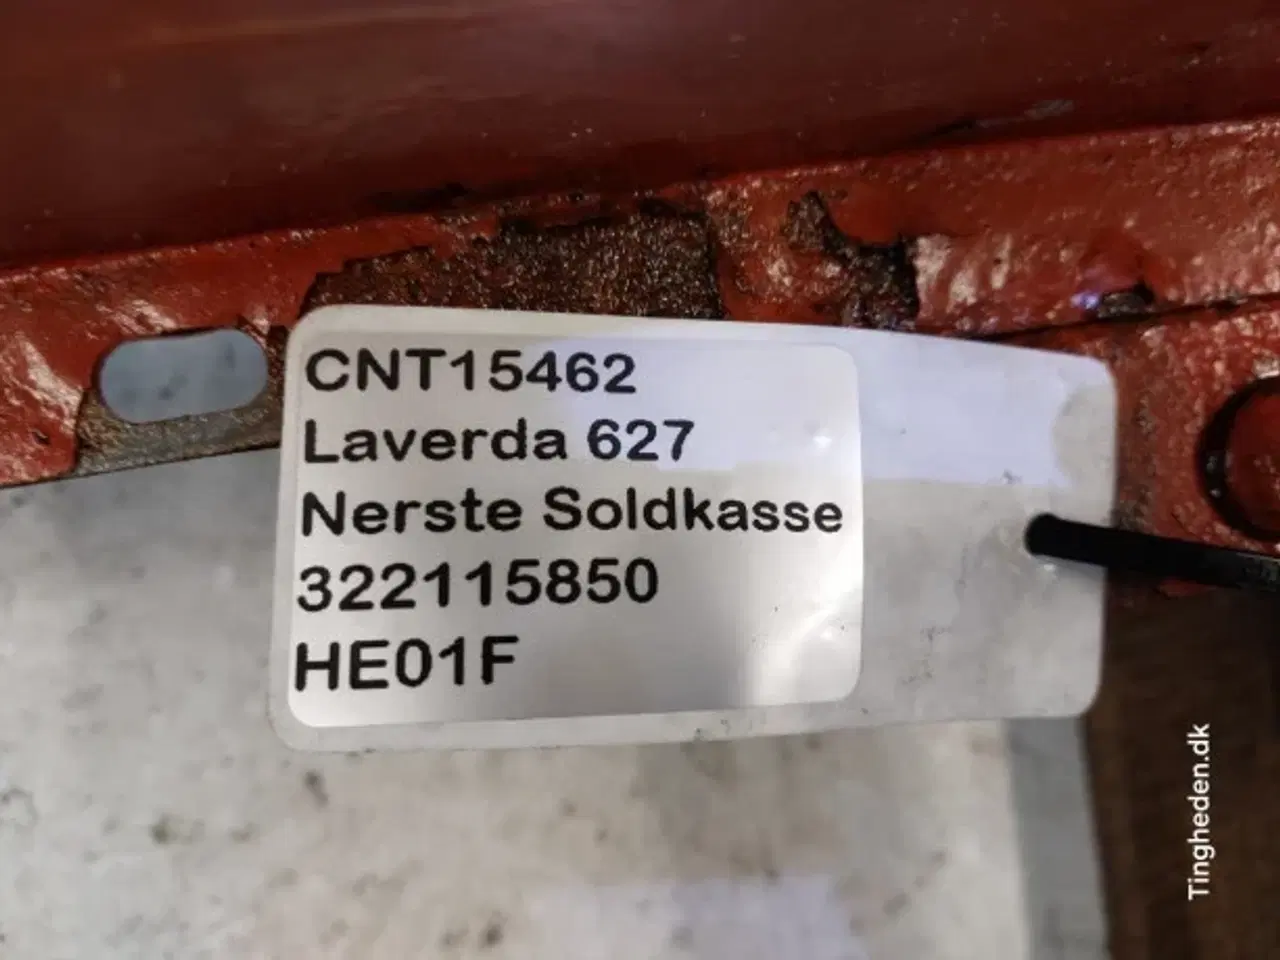 CNT15462
Laverda 627
Nerste Soldkasse
322115850
HE01F
Tingheden.dk